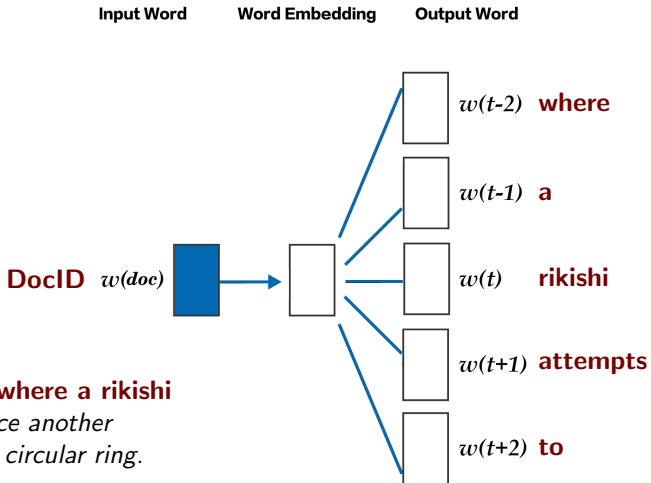 Input Word Word Embedding Output Word
w(t-2) where
w(t-1) a
DocID w(doc) w(t) rikishi
w(t+1) attempts
where a rikishi
ce another
w(t+2) to
circular ring.